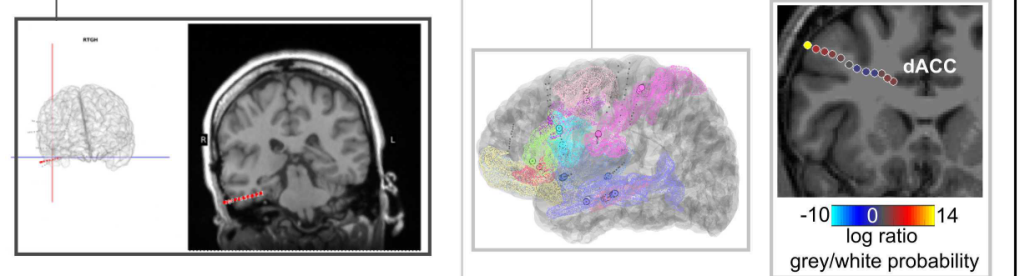 RTGH
R
L
dACC
-10 0 14
log ratio
grey/white probability